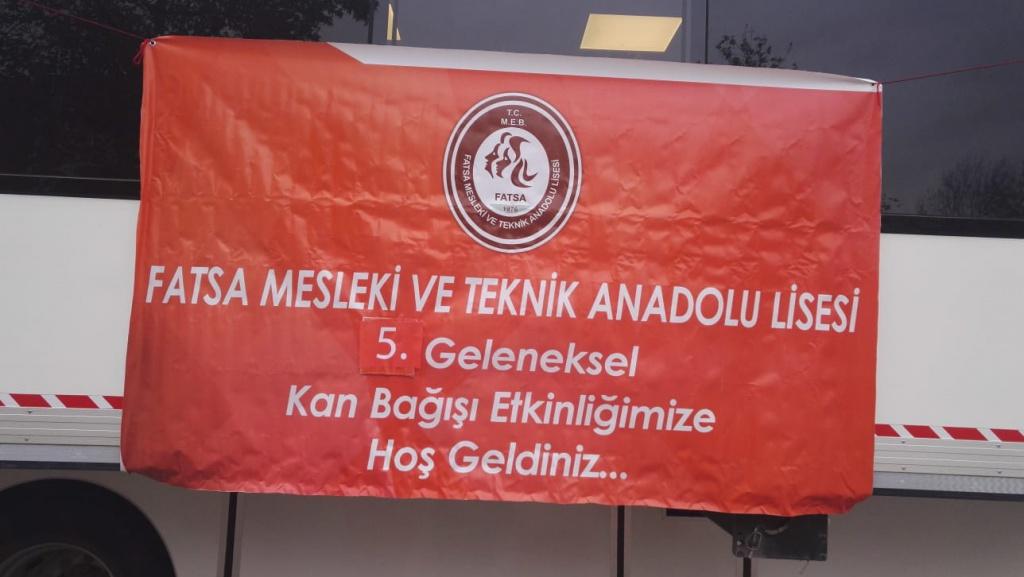 T.C.
M.E.B.
FATSA
1976
FATSA MESLEKİ VE TEKNİK ANADOLU LİSESİ
FATSA MESLEKİ VE TEKNİK ANADOLU LİSESİ
5. Geleneksel
Kan Bağışı Etkinliğimize
Hoş Geldiniz...